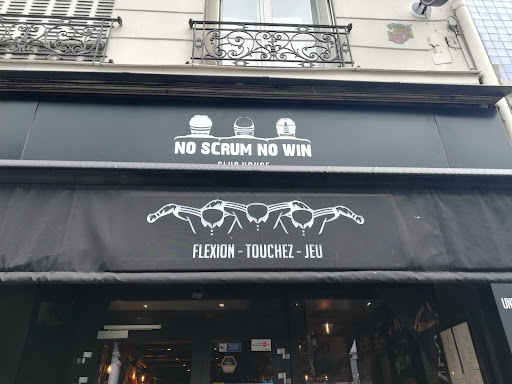 NO SCRUM NO WIN
CLUB HOUSE
FLEXION - TOUCHEZ - JEU